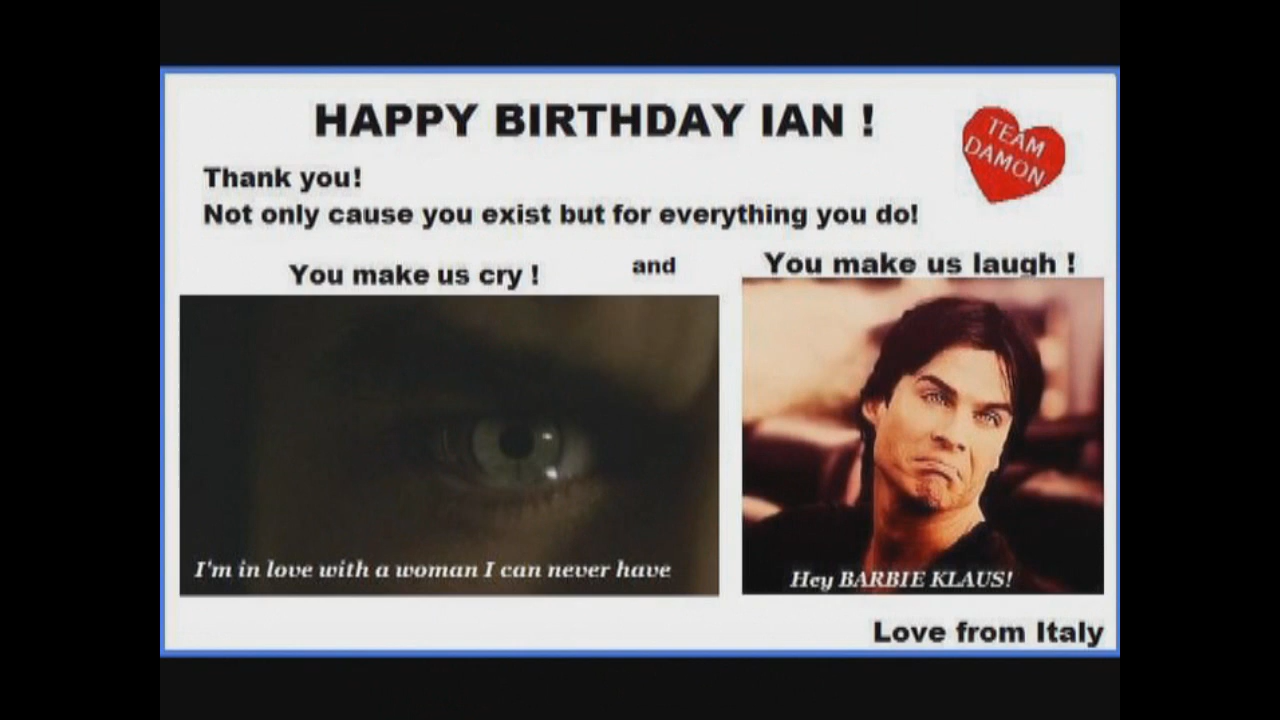 HAPPY BIRTHDAY IAN !
TEAM
DAMON
Thank you!
Not only cause you exist but for everything you do!
You make us cry !
and
You make us laugh !
I'm in love with a woman I can never have
Hey BARBIE KLAUS!
Love from Italy